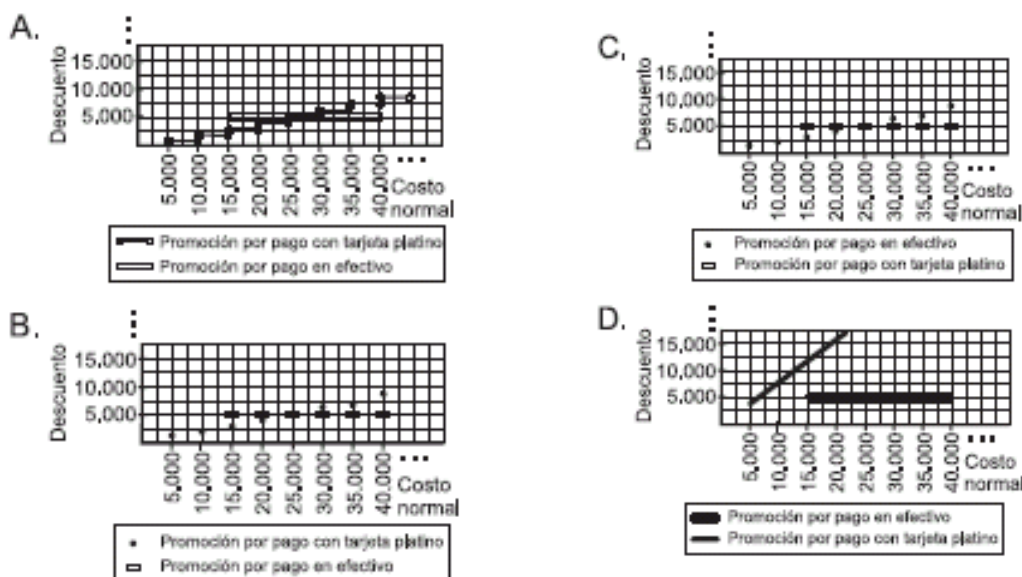 A.
Descuento
15.000
10.000
5.000
5.000
10.000
15.000
20.000
25.000
30.000
35.000
40.000
Costo
normal
Promoción por pago con tarjeta platino
Promoción por pago en efectivo
B.
Descuento
15,000
10,000
5,000
5,000
10,000
15.000
20.000
25.000
30.000
35.000
40.000
Costo
normal
Promoción por pago con tarjeta platino
Promoción por pago en efectivo
C.
Descuento
15,000
10,000
5,000
5.000
10.000
15.000
20.000
25.000
30.000
35.000
40.000
Costo
normal
Promoción por pago en efectivo
Promoción por pago con tarjeta platino
D.
Descuento
15,000
10,000
5,000
5.000
10.000
15.000
20.000
25.000
30.000
35.000
40.000
Costo
normal
Promoción por pago en efectivo
Promoción por pago con tarjeta platino